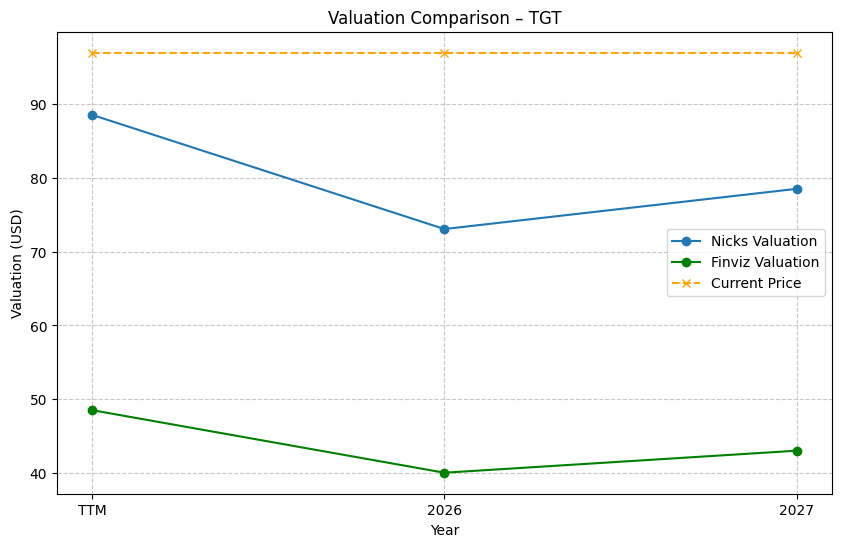 Valuation Comparison – TGT
Valuation (USD)
90
80
70
60
50
40
Nicks Valuation
Finviz Valuation
Current Price
TTM
2026
2027
Year